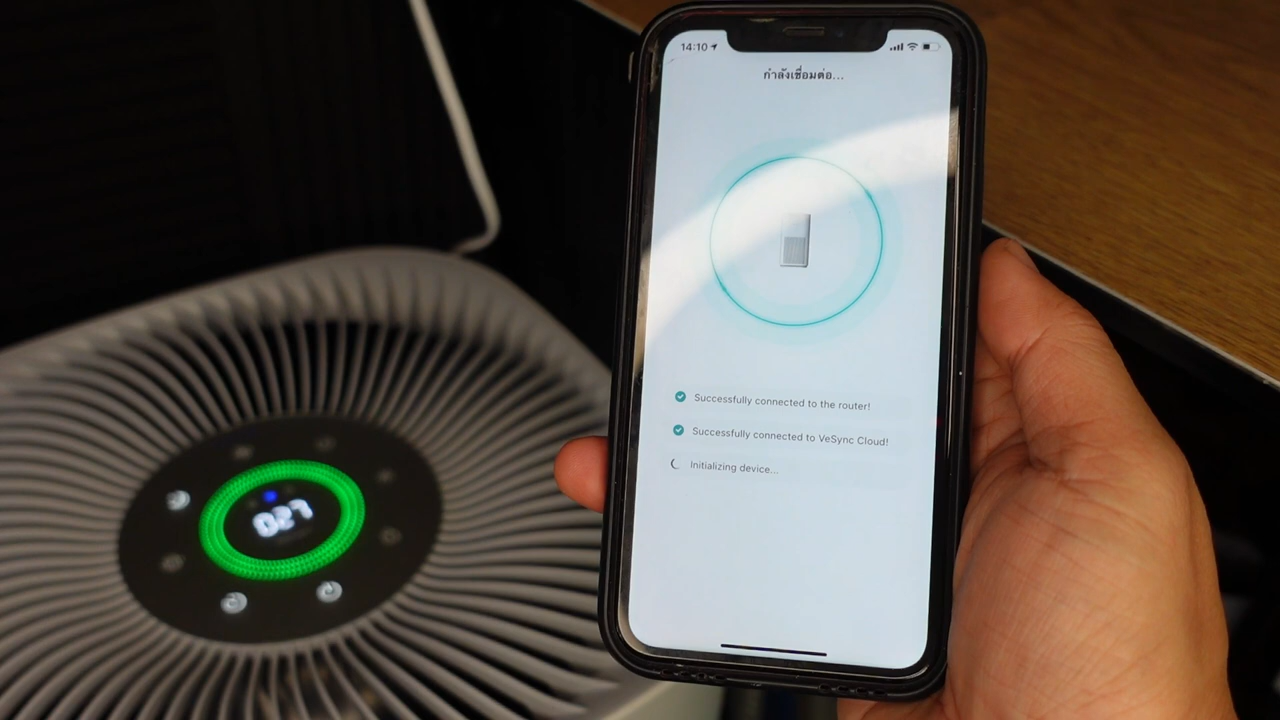 14:10
กำลังเชื่อมต่อ...
Successfully connected to the router!
Successfully connected to VeSync Cloud!
Initializing device...
027